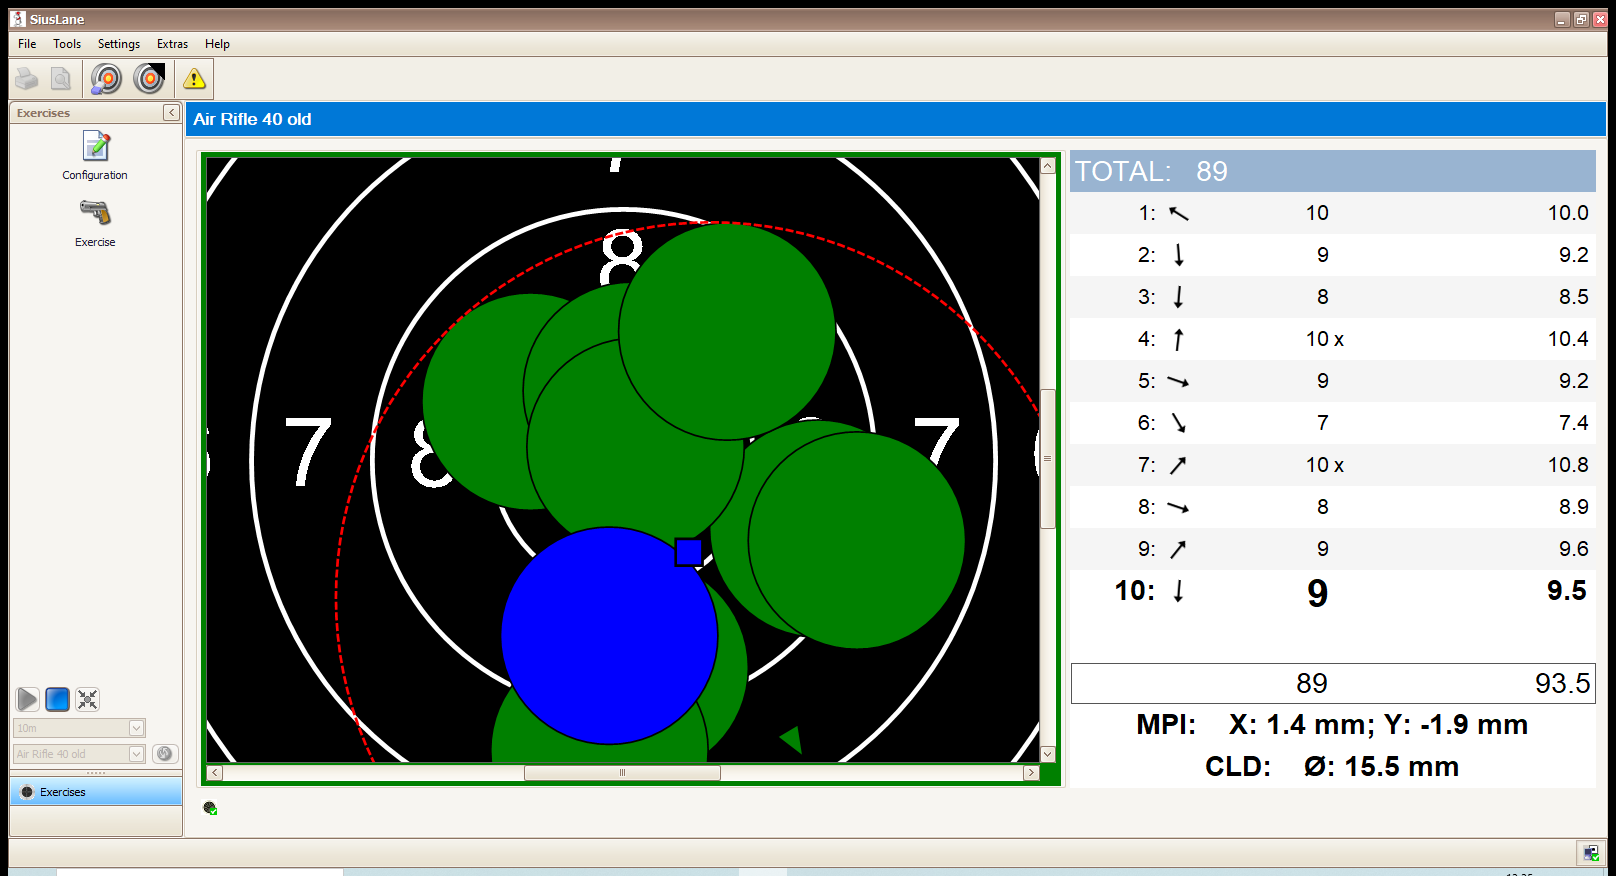 SiusLane
File Tools Settings Extras Help
Exercises
Configuration
Exercise
10m
Air Rifle 40 old
Exercises
Air Rifle 40 old
8
7 8 7
TOTAL: 89
1: 10 10.0
2: 9 9.2
3: 8 8.5
4: 10 x 10.4
5: 9 9.2
6: 7 7.4
7: 10 x 10.8
8: 8 8.9
9: 9 9.6
10: 9 9.5
89 93.5
MPI: X: 1.4 mm; Y: -1.9 mm
CLD: Ø: 15.5 mm